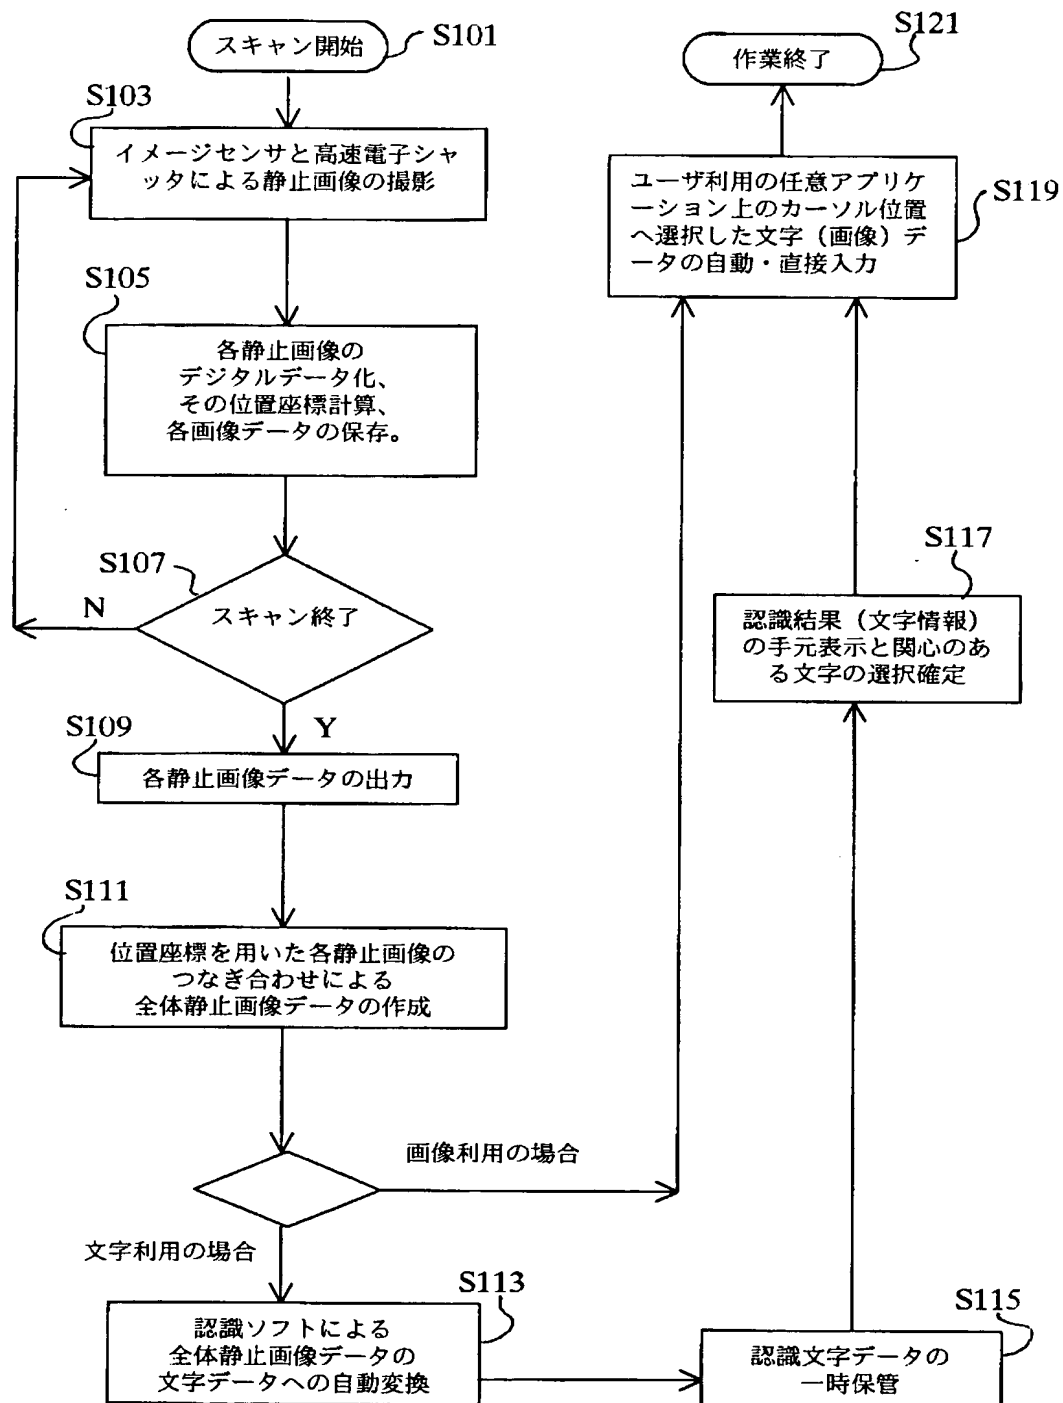 スキャン開始
S101
S103
イメージセンサと高速電子シャ
ッタによる静止画像の撮影
S105
各静止画像の
デジタルデータ化、
その位置座標計算、
各画像データの保存。
S107
スキャン終了
N
Y
S109
各静止画像データの出力
S111
位置座標を用いた各静止画像の
つなぎ合わせによる
全体静止画像データの作成
画像利用の場合
文字利用の場合
S113
認識ソフトによる
全体静止画像データの
文字データへの自動変換
S115
認識文字データの
一時保管
S117
認識結果（文字情報）
の手元表示と関心のあ
る文字の選択確定
S119
ユーザ利用の任意アプリケ
ーション上のカーソル位置
へ選択した文字（画像）デ
ータの自動・直接入力
S121
作業終了